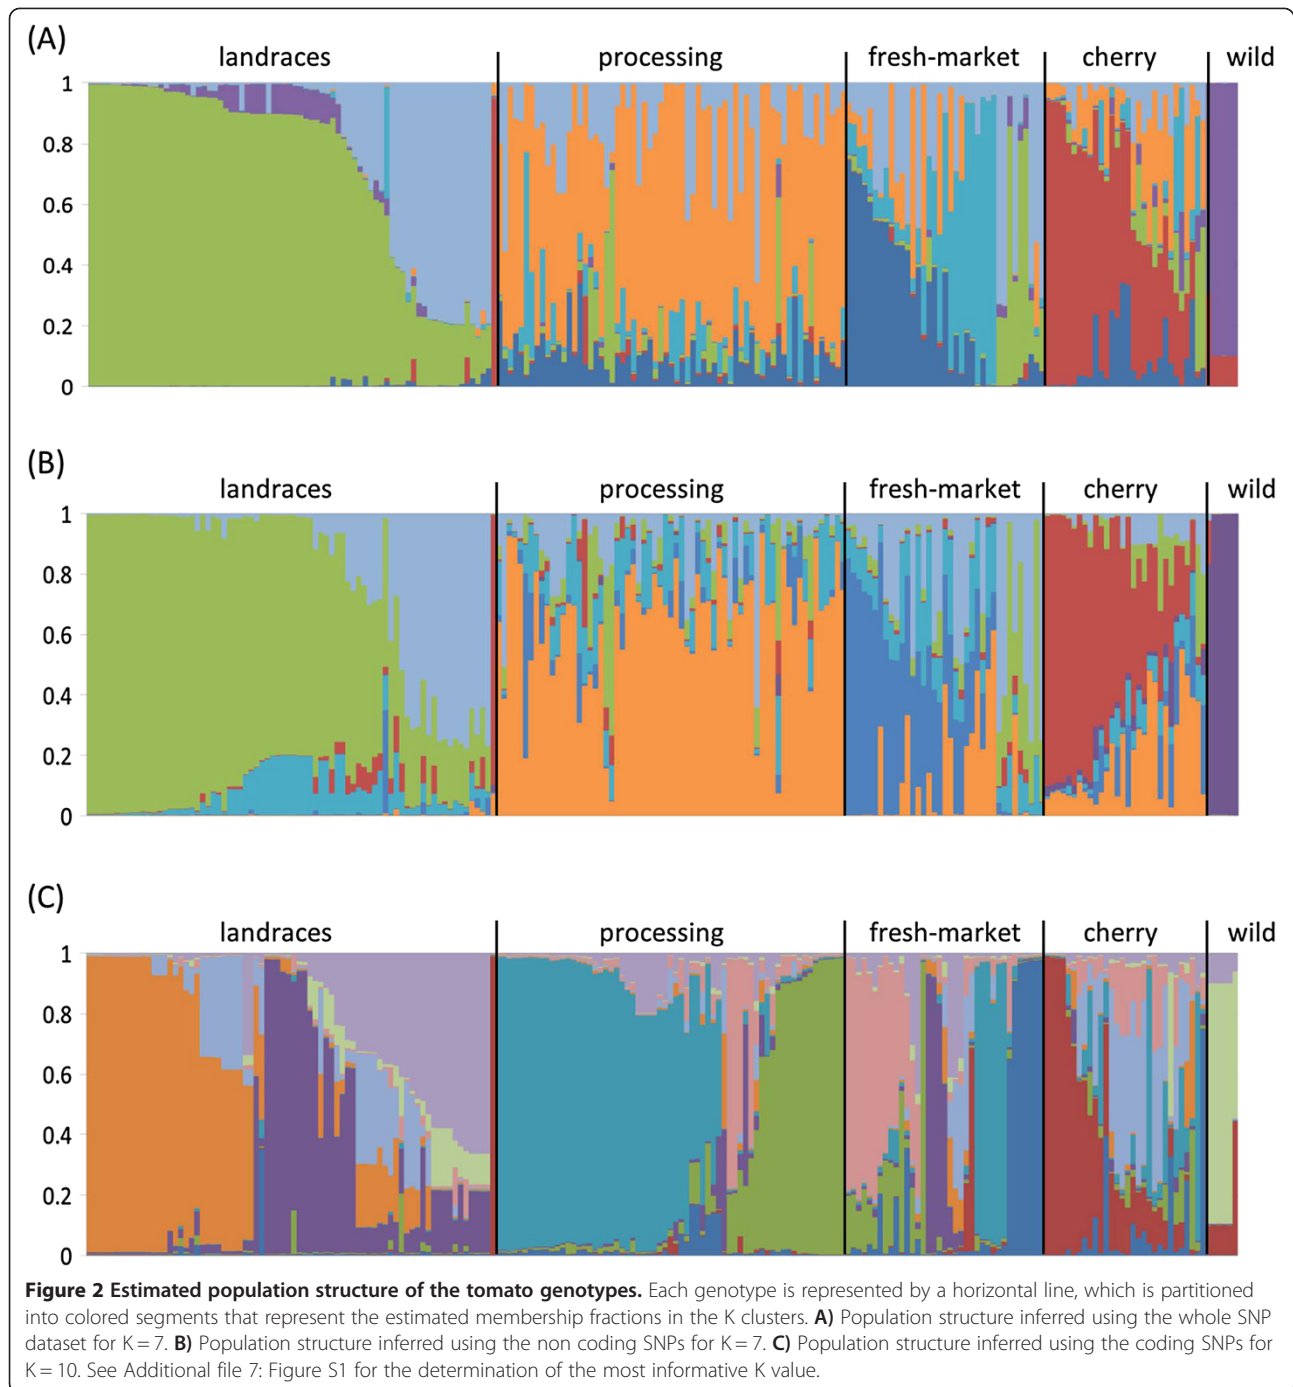 (A)
landraces processing fresh-market cherry wild
1
0.8
0.6
0.4
0.2
0
(B)
landraces processing fresh-market cherry wild
1
0.8
0.6
0.4
0.2
0
(C)
landraces processing fresh-market cherry wild
1
0.8
0.6
0.4
0.2
0
Figure 2 Estimated population structure of the tomato genotypes. Each genotype is represented by a horizontal line, which is partitioned
into colored segments that represent the estimated membership fractions in the K clusters. A) Population structure inferred using the whole SNP
dataset for K = 7. B) Population structure inferred using the non coding SNPs for K = 7. C) Population structure inferred using the coding SNPs for
K = 10. See Additional file 7: Figure S1 for the determination of the most informative K value.